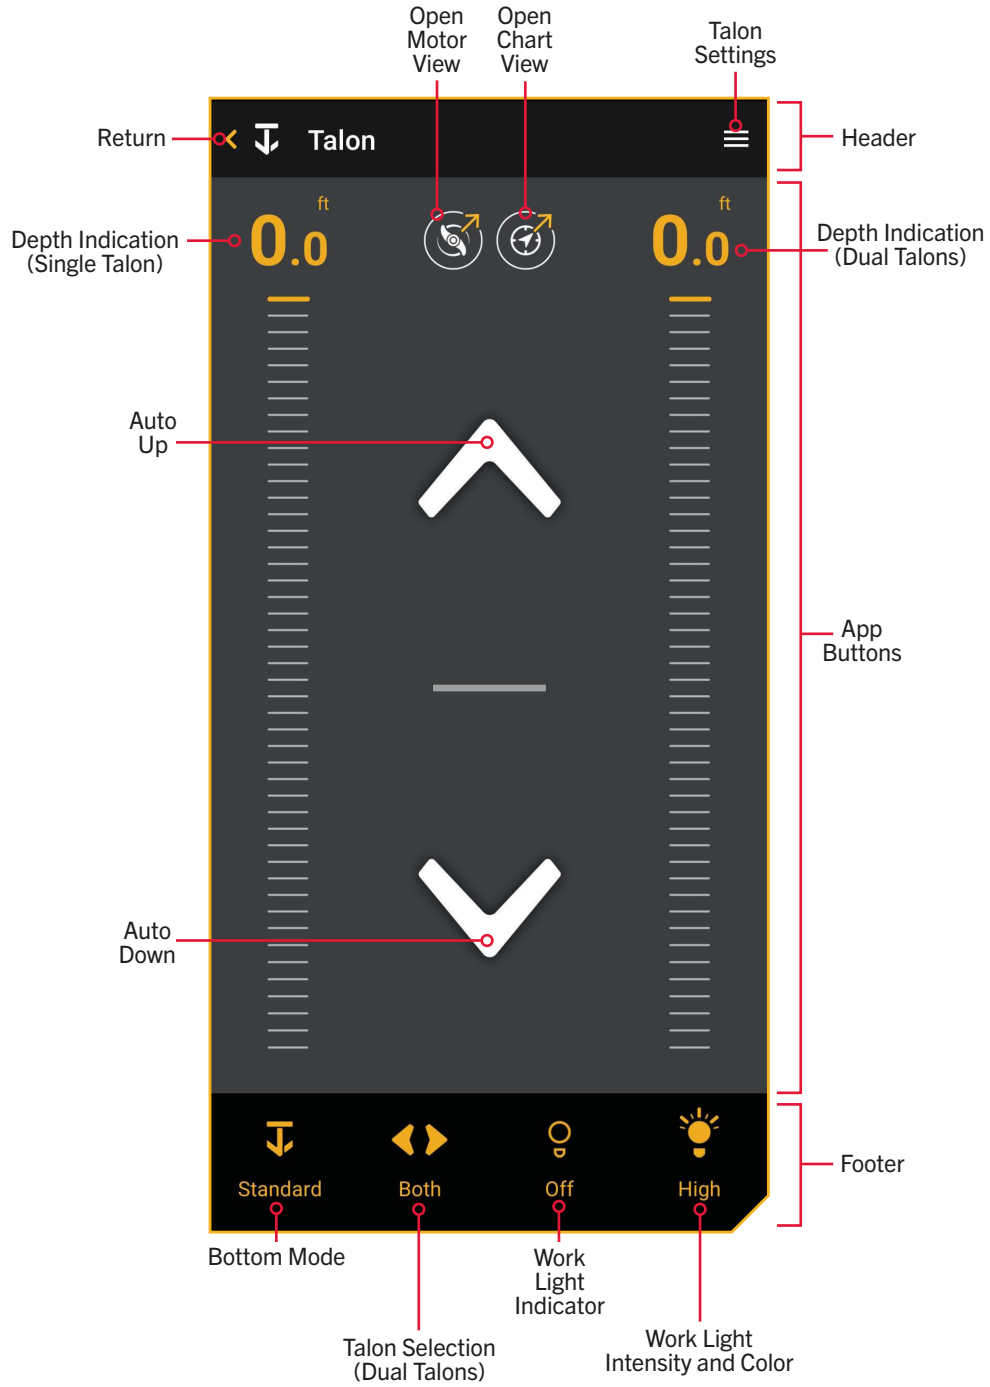 Open
Motor
View
Open
Chart
View
Talon
Settings
Return
Talon
Header
ft
0.0
ft
0.0
Depth Indication
(Single Talon)
Depth Indication
(Dual Talons)
Auto
Up
App
Buttons
Auto
Down
Standard
Both
Off
High
Footer
Bottom Mode
Work
Light
Indicator
Talon Selection
(Dual Talons)
Work Light
Intensity and Color